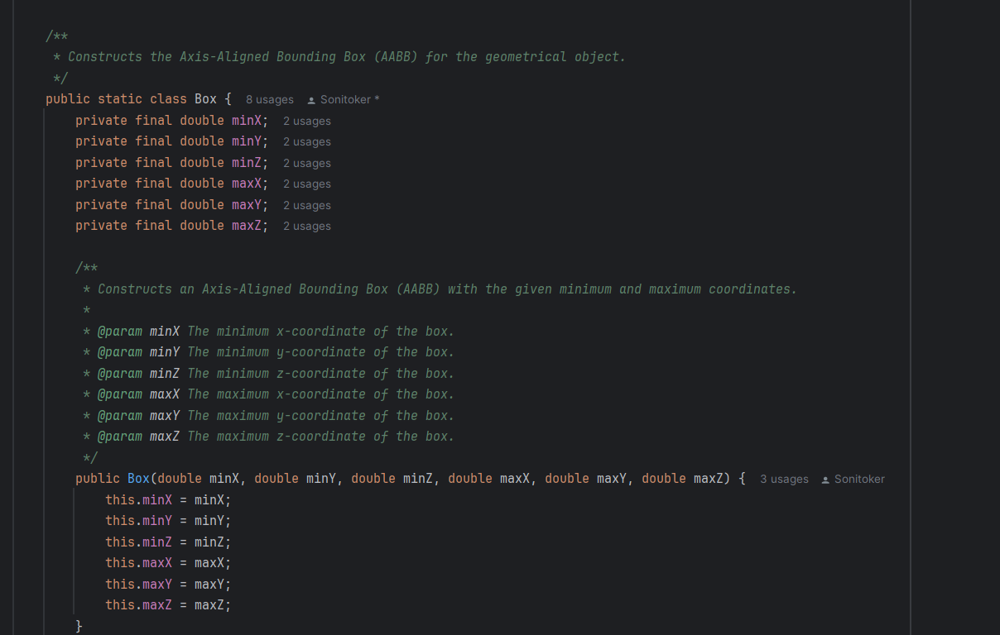 /**
 * Constructs the Axis-Aligned Bounding Box (AABB) for the geometrical object.
 */
public static class Box {  8 usages  Sonitoker *
    private final double minX;  2 usages
    private final double minY;  2 usages
    private final double minZ;  2 usages
    private final double maxX;  2 usages
    private final double maxY;  2 usages
    private final double maxZ;  2 usages
    /**
     * Constructs an Axis-Aligned Bounding Box (AABB) with the given minimum and maximum coordinates.
     *
     * @param minX The minimum x-coordinate of the box.
     * @param minY The minimum y-coordinate of the box.
     * @param minZ The minimum z-coordinate of the box.
     * @param maxX The maximum x-coordinate of the box.
     * @param maxY The maximum y-coordinate of the box.
     * @param maxZ The maximum z-coordinate of the box.
     */
    public Box(double minX, double minY, double minZ, double maxX, double maxY, double maxZ) {  3 usages  Sonitoker
        this.minX = minX;
        this.minY = minY;
        this.minZ = minZ;
        this.maxX = maxX;
        this.maxY = maxY;
        this.maxZ = maxZ;
    }